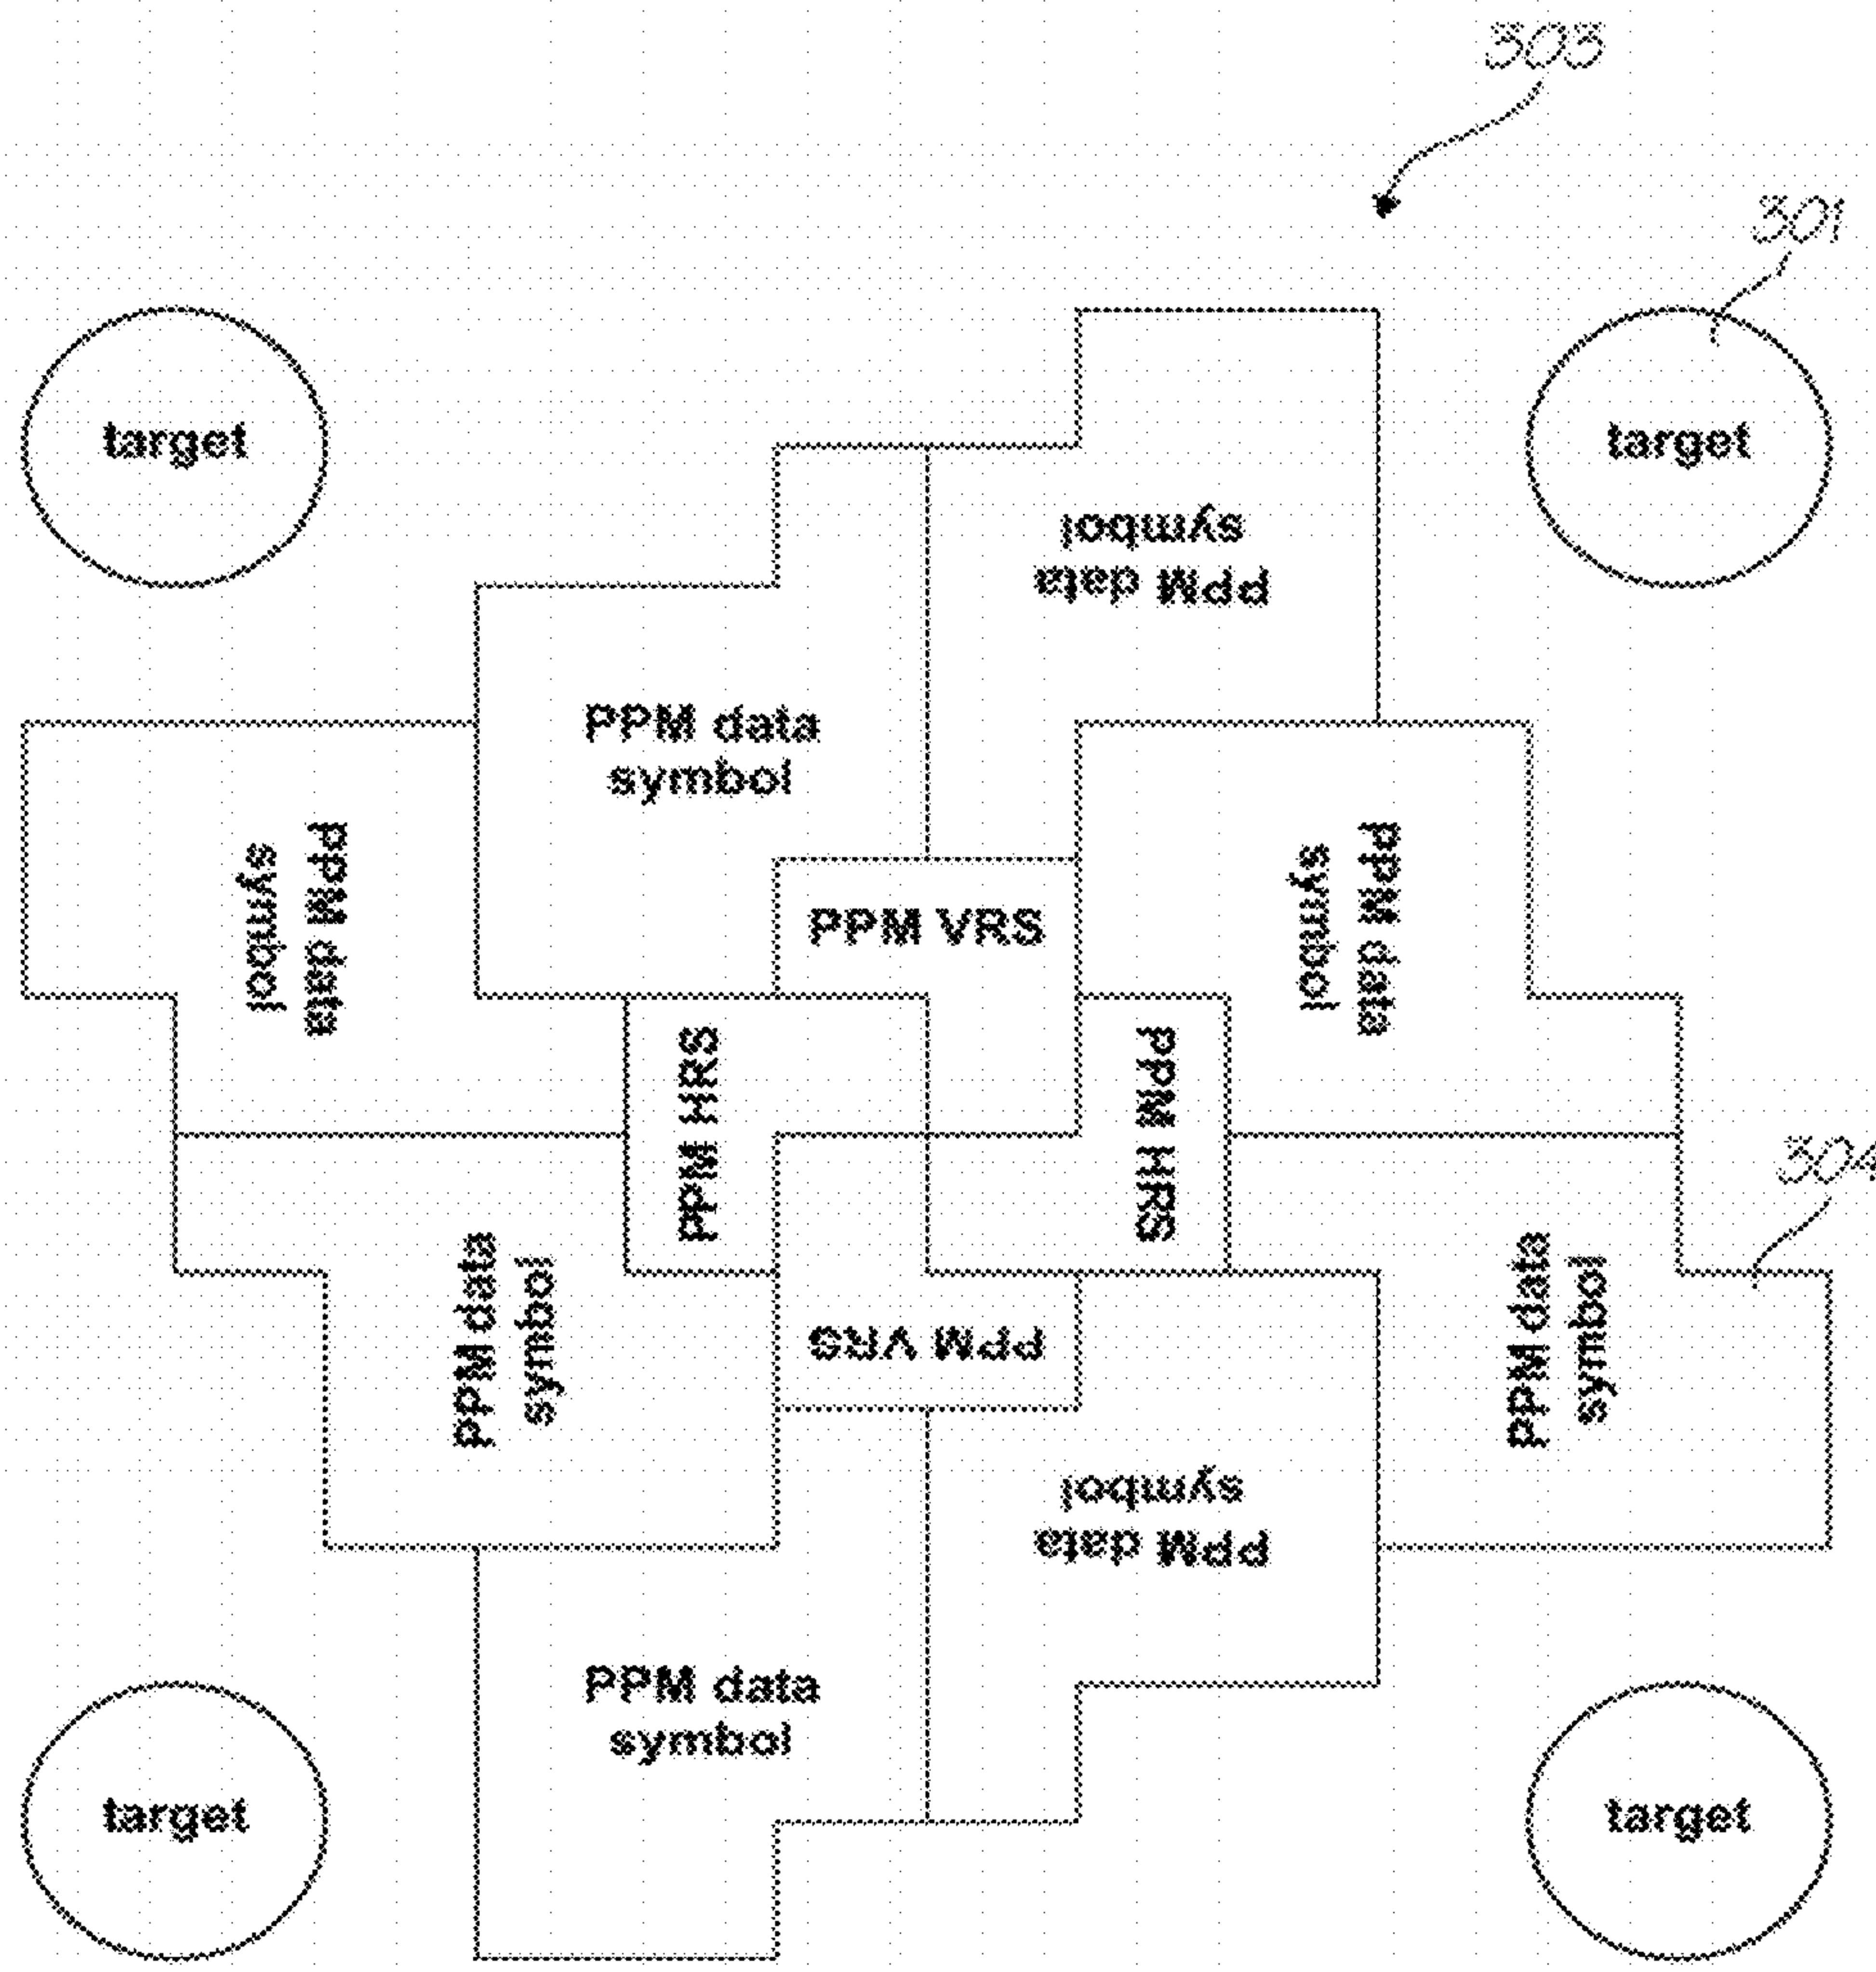 303
301
target
target
PPM data
symbol
PPM data
symbol
PPM data
symbol
PPM data
symbol
PPM VRS
PPM HRS
PPM HRS
304
PPM data
symbol
PPM VRS
PPM data
symbol
PPM data
symbol
PPM data
symbol
target
target